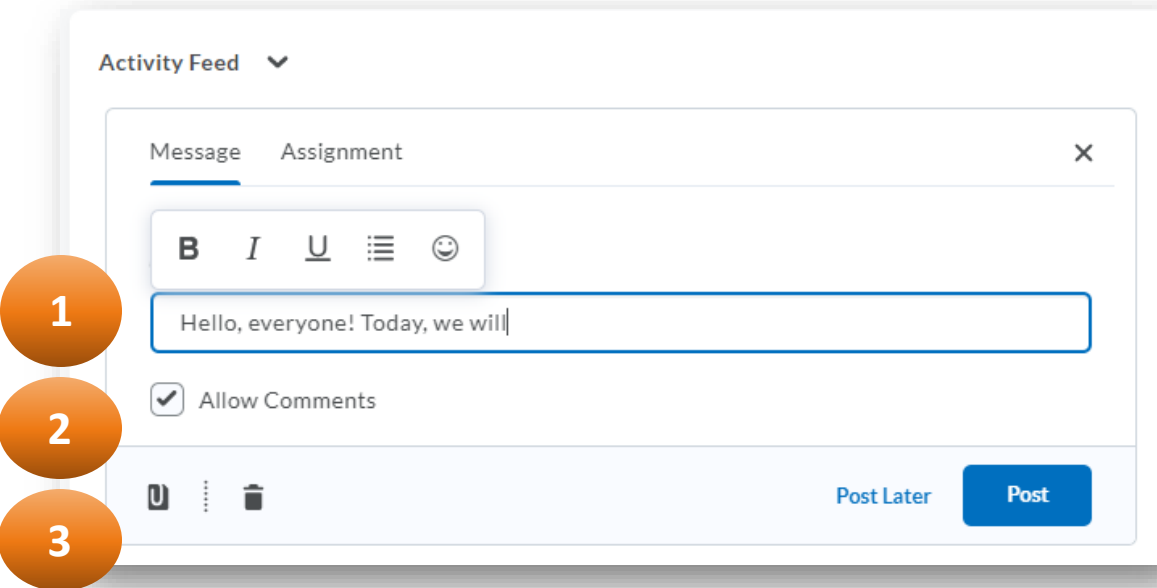 Activity Feed
Message Assignment
B I U
1
Hello, everyone! Today, we will
2
Allow Comments
3
Post Later Post